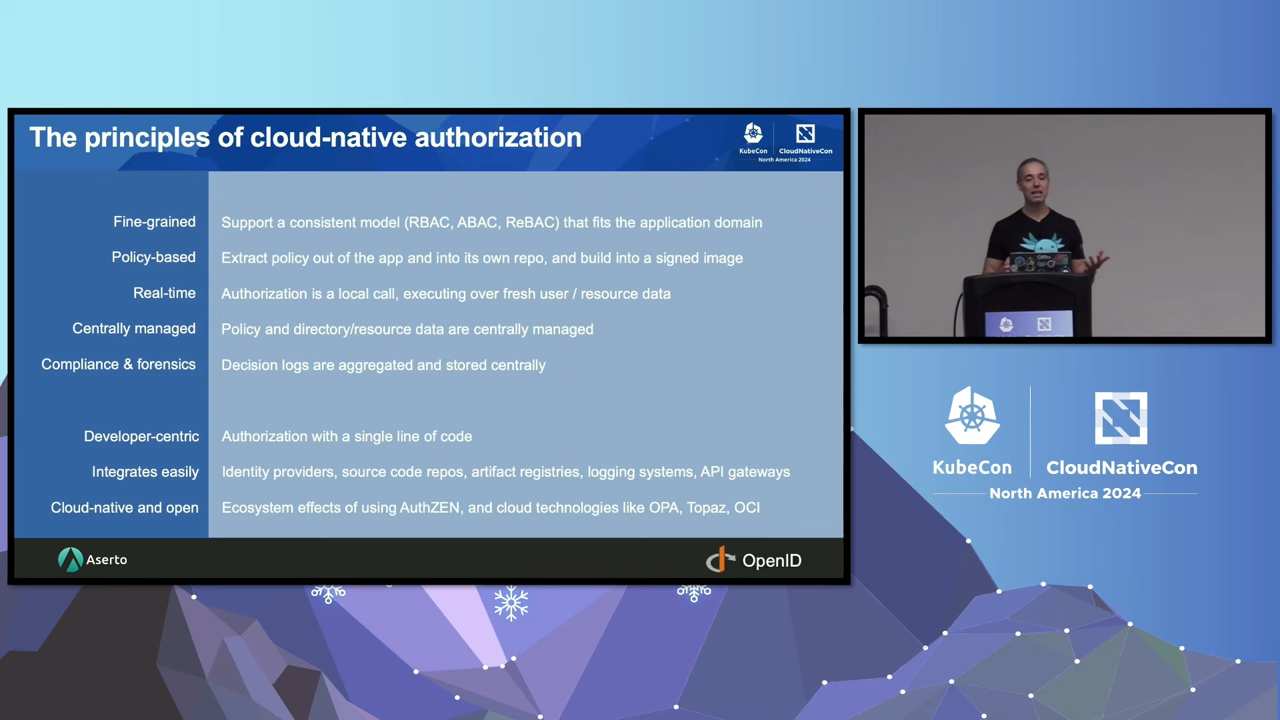 The principles of cloud-native authorization
KubeCon
CloudNativeCon
North America 2024
Fine-grained
Support a consistent model (RBAC, ABAC, ReBAC) that fits the application domain
Policy-based
Extract policy out of the app and into its own repo, and build into a signed image
Real-time
Authorization is a local call, executing over fresh user / resource data
Centrally managed
Policy and directory/resource data are centrally managed
Compliance & forensics
Decision logs are aggregated and stored centrally
Developer-centric
Authorization with a single line of code
Integrates easily
Identity providers, source code repos, artifact registries, logging systems, API gateways
Cloud-native and open
Ecosystem effects of using AuthZEN, and cloud technologies like OPA, Topaz, OCI
Aserto
OpenID
KubeCon
CloudNativeCon
North America 2024